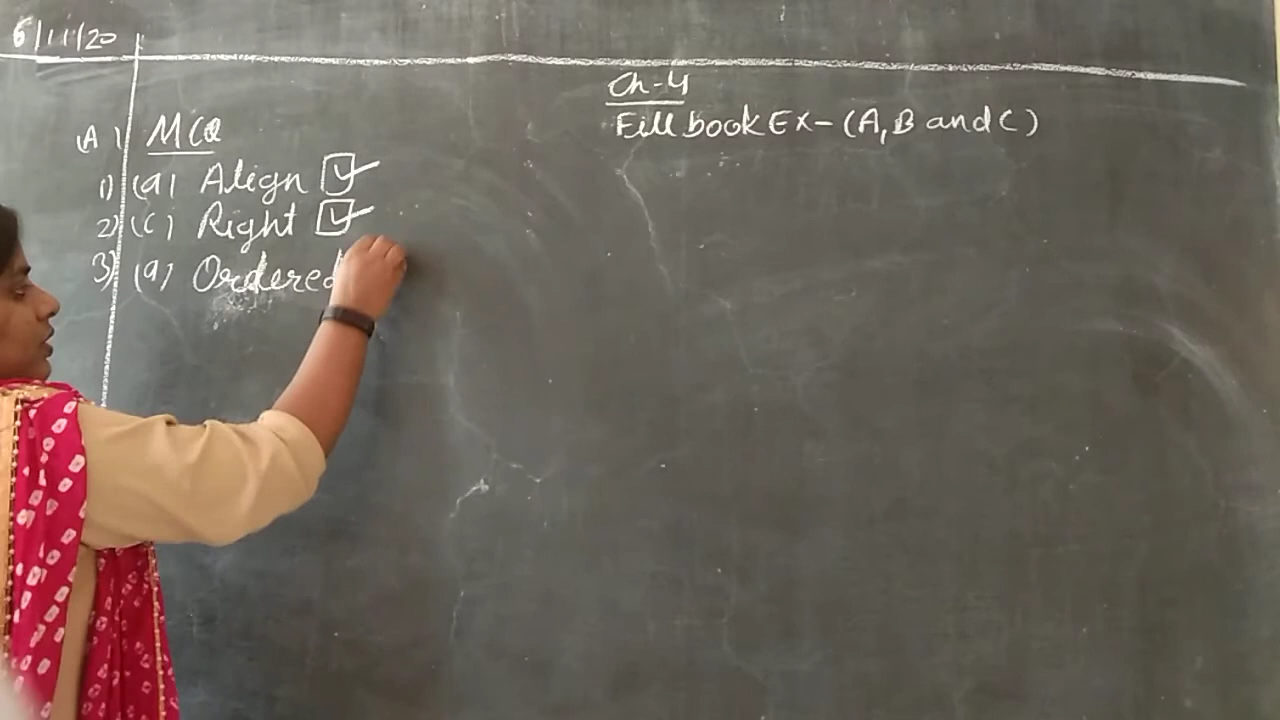 6/11/20
Ch-4
Fill book Ex-(A, B and C)
(A) MCQ
1) (a) Align
2) (c) Right
3) (a) Ordered